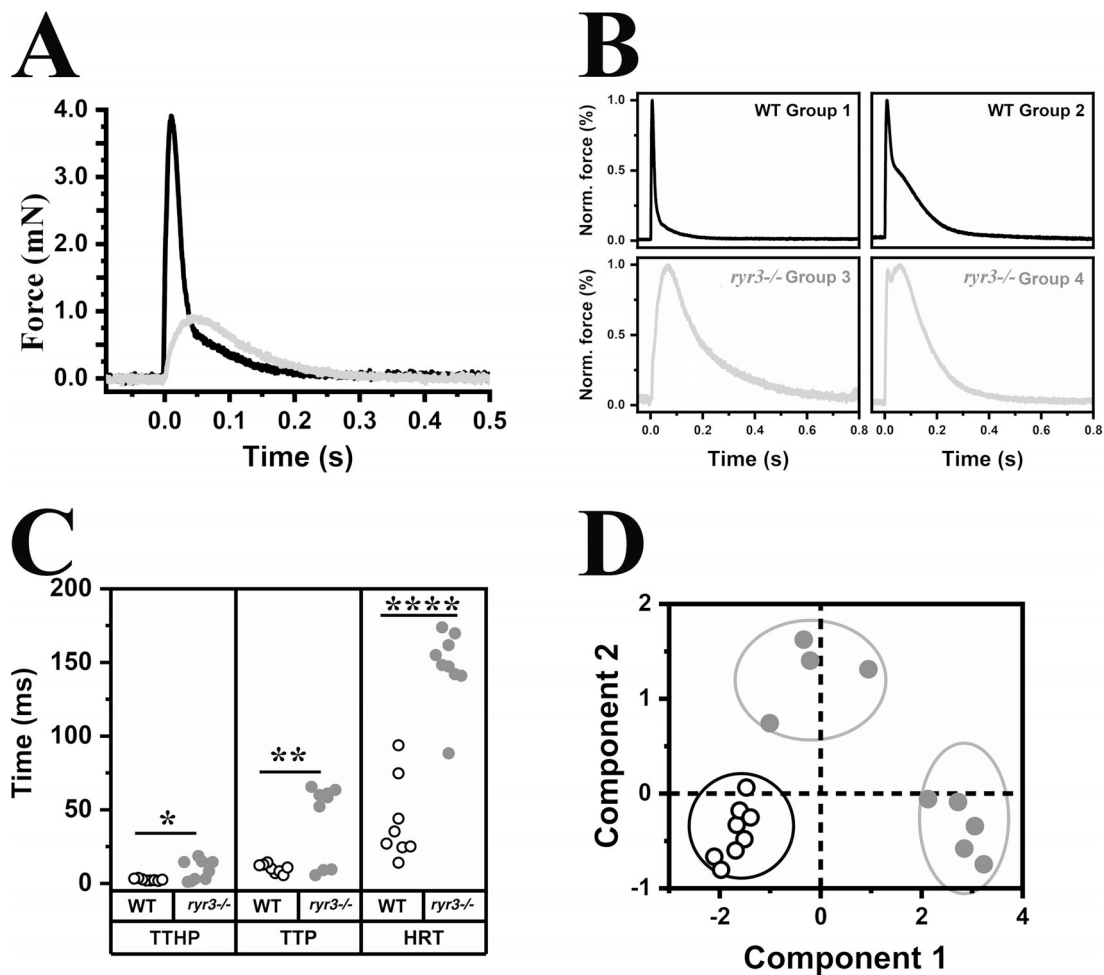 A
4.0
3.0
2.0
1.0
0.0
Force (mN)
0.0 0.1 0.2 0.3 0.4 0.5
Time (s)
B
WT Group 1
WT Group 2
1.0
0.5
0.0
Norm. force (%)
ryr3-/- Group 3
ryr3-/- Group 4
1.0
0.5
0.0
Norm. force (%)
0.0 0.2 0.4 0.6 0.8
0.0 0.2 0.4 0.6 0.8
Time (s)
Time (s)
C
200
150
100
50
0
Time (ms)
*
**
****
WT ryr3-/- WT ryr3-/- WT ryr3-/-
TTHP TTP HRT
D
2
1
0
-1
Component 2
-2 0 2 4
Component 1